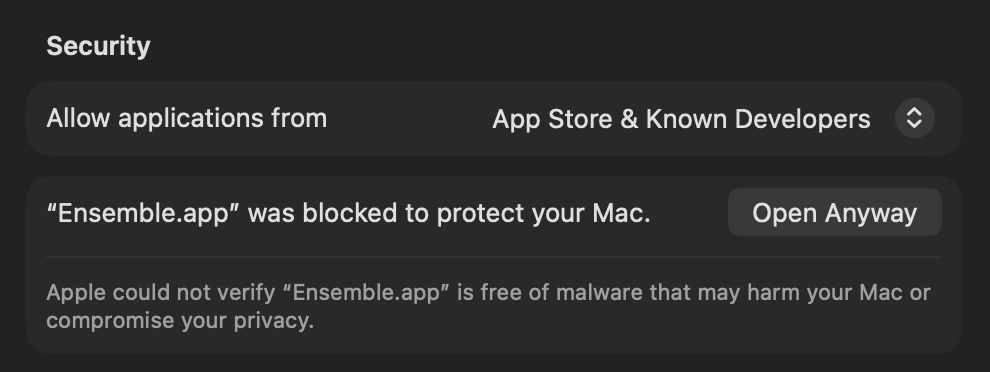 Security
Allow applications from App Store & Known Developers
“Ensemble.app” was blocked to protect your Mac. Open Anyway
Apple could not verify “Ensemble.app” is free of malware that may harm your Mac or
compromise your privacy.